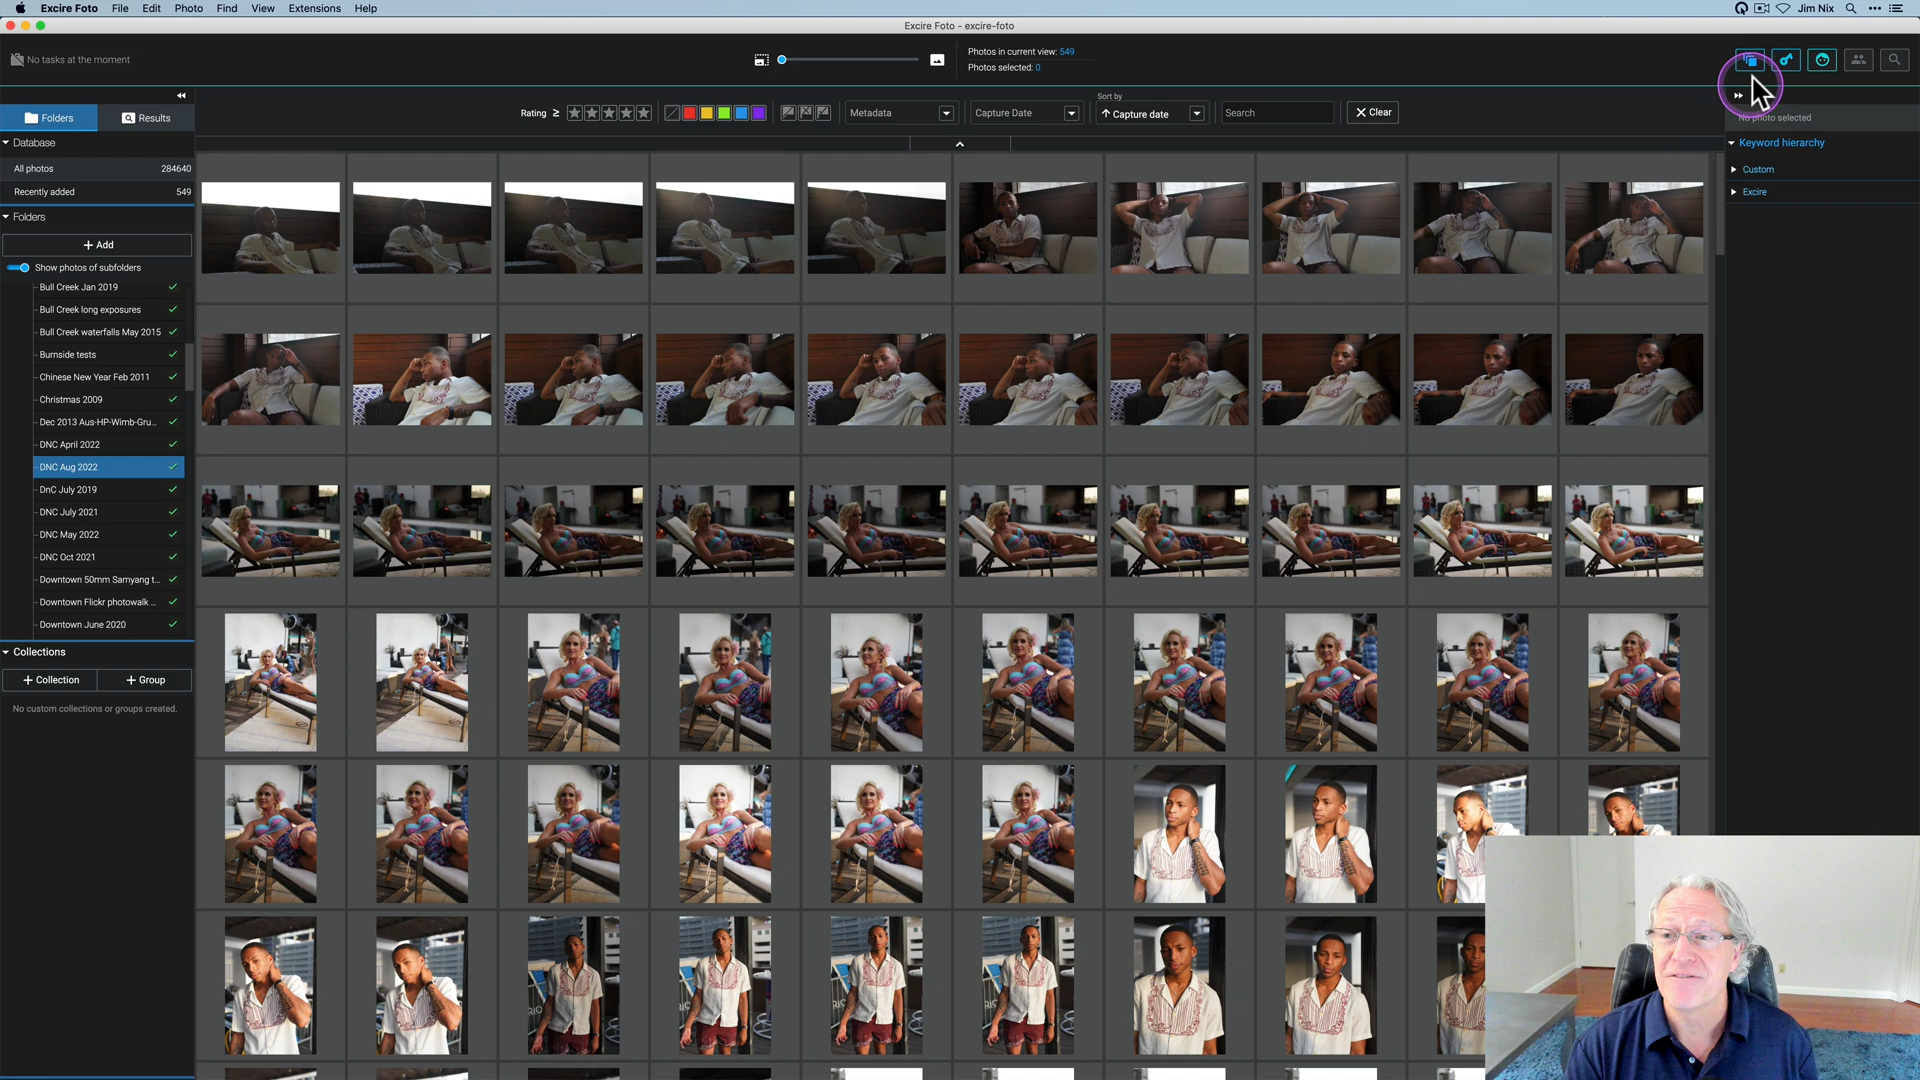 Excire Foto File Edit Photo Find View Extensions Help
Jim Nix
Excire Foto - excire-foto
No tasks at the moment
Photos in current view: 549
Photos selected: 0
Folders
Results
Rating ≥
Metadata
Capture Date
Sort by
Capture date
Search
Clear
No photo selected
Keyword hierarchy
Custom
Excire
Database
All photos 284640
Recently added 549
Folders
+ Add
Show photos of subfolders
Bull Creek Jan 2019
Bull Creek long exposures
Bull Creek waterfalls May 2015
Burnside tests
Chinese New Year Feb 2011
Christmas 2009
Dec 2013 Aus-HP-Wimb-Gru...
DNC April 2022
DNC Aug 2022
DnC July 2019
DNC July 2021
DNC May 2022
DNC Oct 2021
Downtown 50mm Samyang t...
Downtown Flickr photowalk ...
Downtown June 2020
Collections
+ Collection
+ Group
No custom collections or groups created.